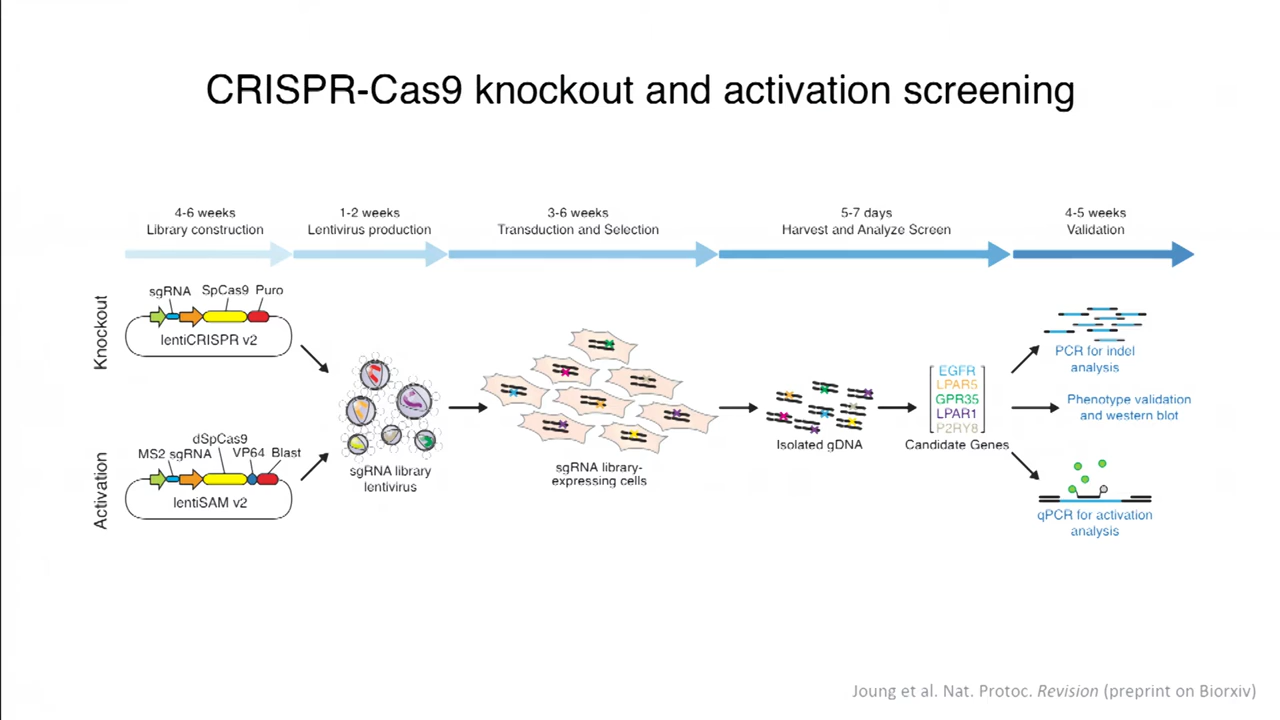 CRISPR-Cas9 knockout and activation screening
4-6 weeks
Library construction
1-2 weeks
Lentivirus production
3-6 weeks
Transduction and Selection
5-7 days
Harvest and Analyze Screen
4-5 weeks
Validation
Knockout
sgRNA SpCas9 Puro
lentiCRISPR v2
Activation
dSpCas9
MS2 sgRNA VP64 Blast
lentiSAM v2
sgRNA library
lentivirus
sgRNA library-
expressing cells
Isolated gDNA
EGFR
LPAR5
GPR35
LPAR1
P2RY8
Candidate Genes
PCR for indel
analysis
Phenotype validation
and western blot
qPCR for activation
analysis
Joung et al. Nat. Protoc. Revision (preprint on Biorxiv)